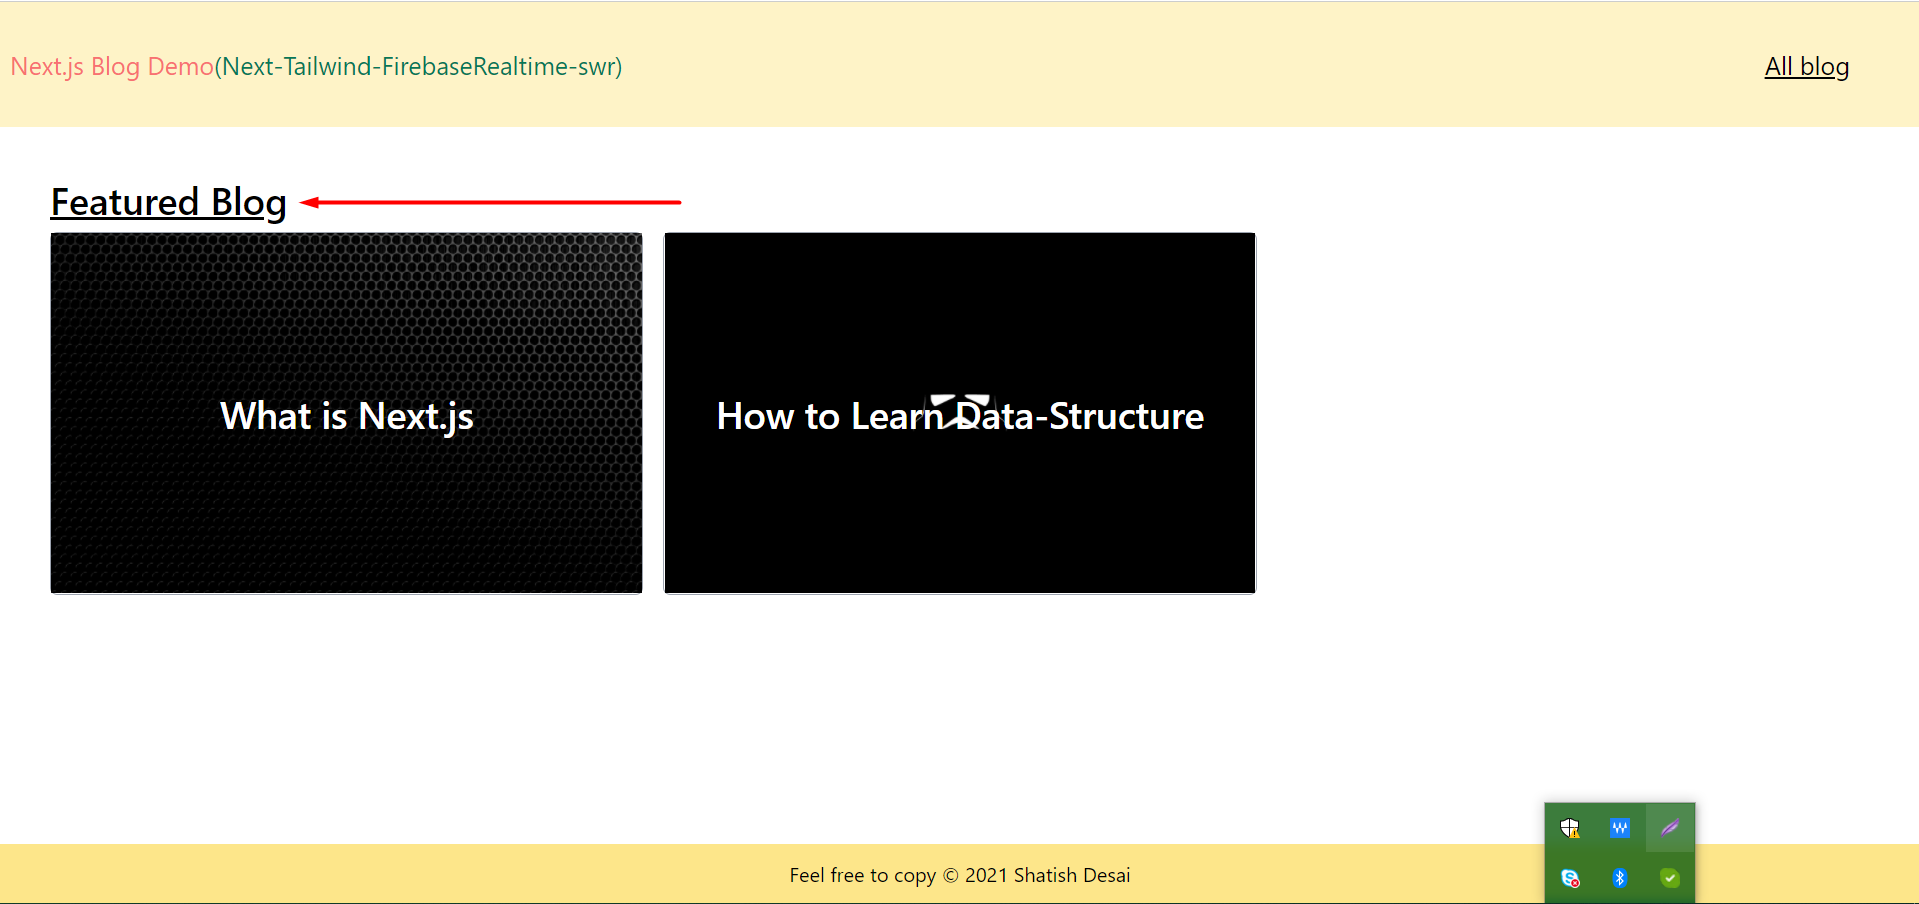 Next.js Blog Demo(Next-Tailwind-FirebaseRealtime-swr)
All blog
Featured Blog
What is Next.js
How to Learn Data-Structure
Feel free to copy © 2021 Shatish Desai